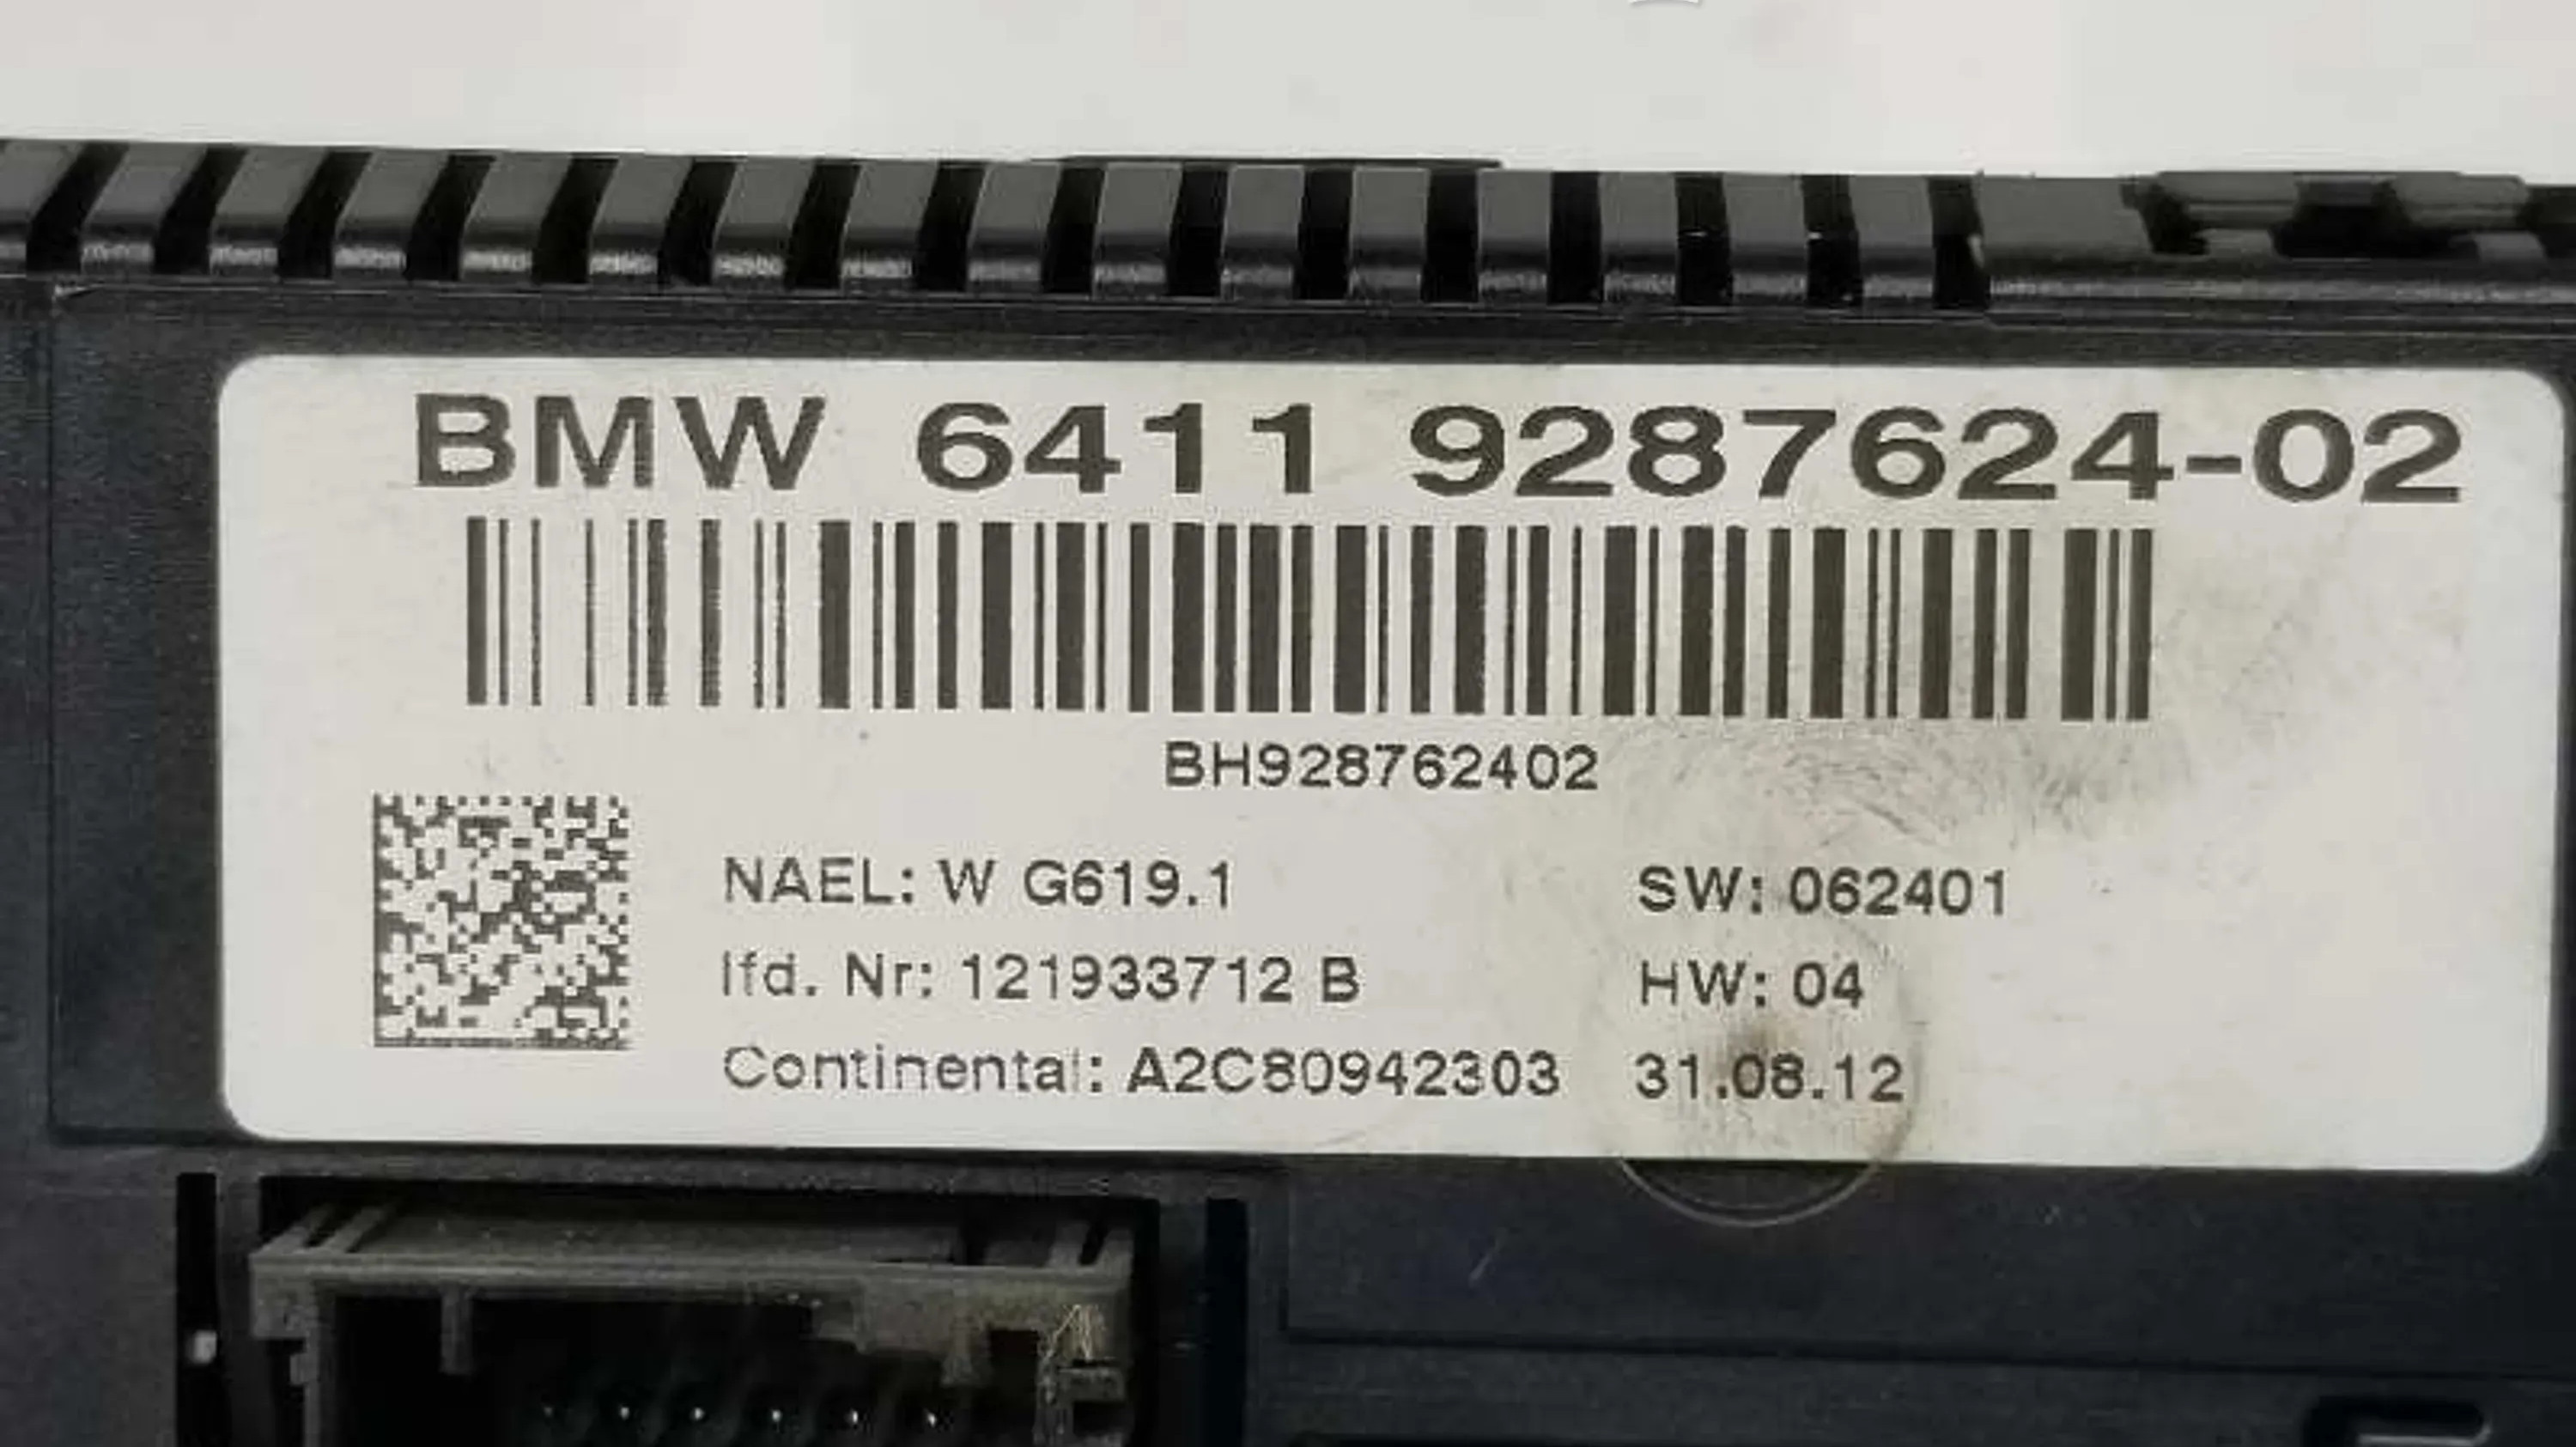 BMW 6411 9287624-02
BH928762402
NAEL: W G619.1
SW: 062401
lfd. Nr: 121933712 B
HW: 04
Continental: A2C80942303
31.08.12